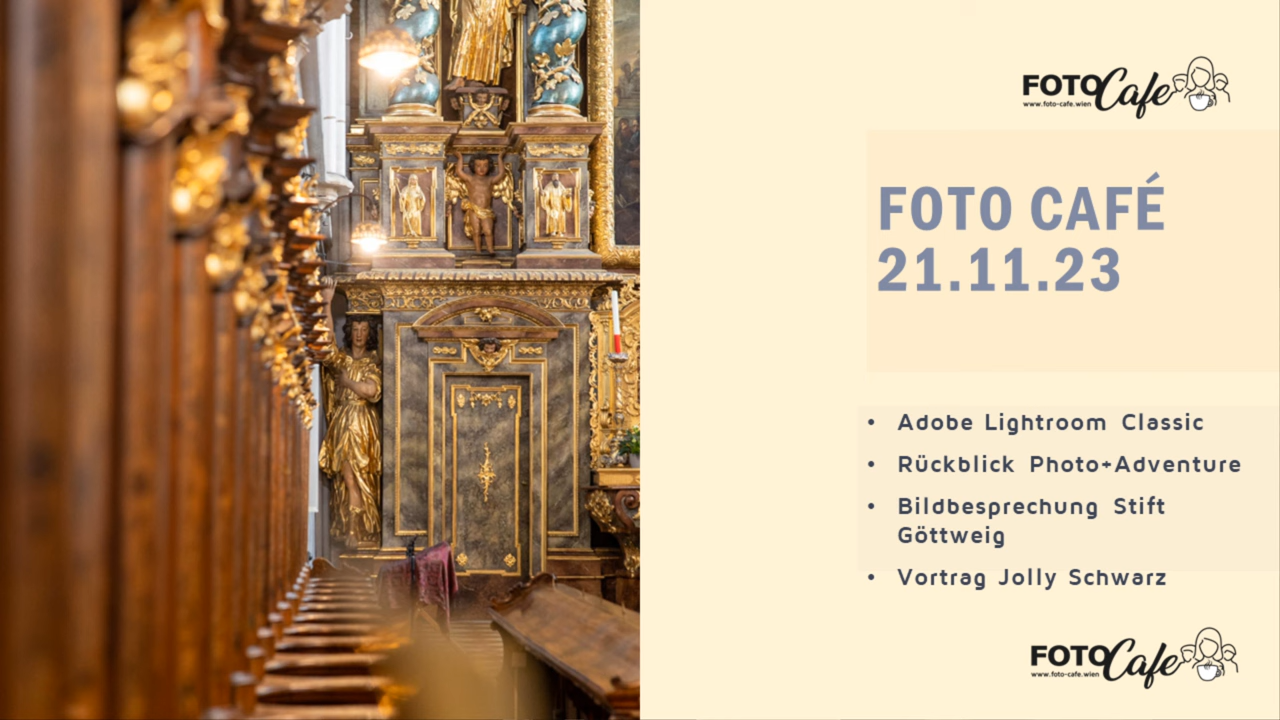 FOTO Cafe
www.foto-cafe.wien
FOTO CAFÉ
21.11.23
• Adobe Lightroom Classic
• Rückblick Photo+Adventure
• Bildbesprechung Stift
Göttweig
• Vortrag Jolly Schwarz
FOTO Cafe
www.foto-cafe.wien